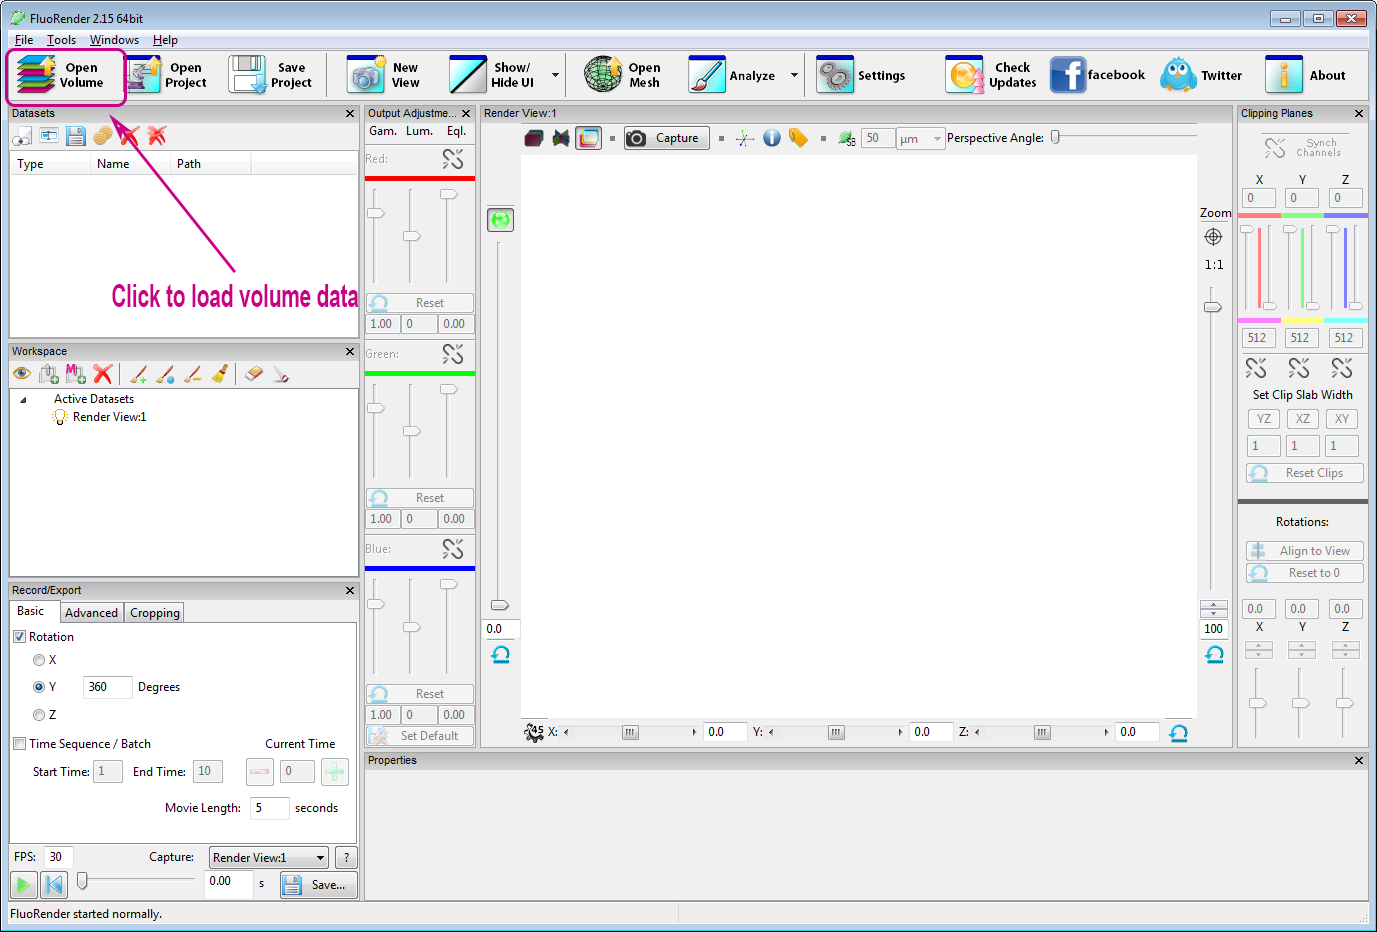 FluoRender 2.15 64bit
File Tools Windows Help
Open Volume
Open Project
Save Project
New View
Show/ Hide UI
Open Mesh
Analyze
Settings
Check Updates
facebook
Twitter
About
Datasets
Type Name Path
Click to load volume data
Workspace
Active Datasets
Render View:1
Record/Export
Basic Advanced Cropping
Rotation
X
Y 360 Degrees
Z
Time Sequence / Batch Current Time
Start Time: 1 End Time: 10 0
Movie Length: 5 seconds
FPS: 30 Capture: Render View:1 ?
0.00 s Save...
FluoRender started normally.
Output Adjustme...
Gam. Lum. Eql.
Red:
Reset
1.00 0 0.00
Green:
Reset
1.00 0 0.00
Blue:
Reset
1.00 0 0.00
Set Default
Render View:1
Capture 50 µm Perspective Angle:
0.0
Zoom
1:1
100
45 X: 0.0 Y: 0.0 Z: 0.0
Properties
Clipping Planes
Synch Channels
X Y Z
0 0 0
512 512 512
Set Clip Slab Width
YZ XZ XY
1 1 1
Reset Clips
Rotations:
Align to View
Reset to 0
0.0 0.0 0.0
X Y Z